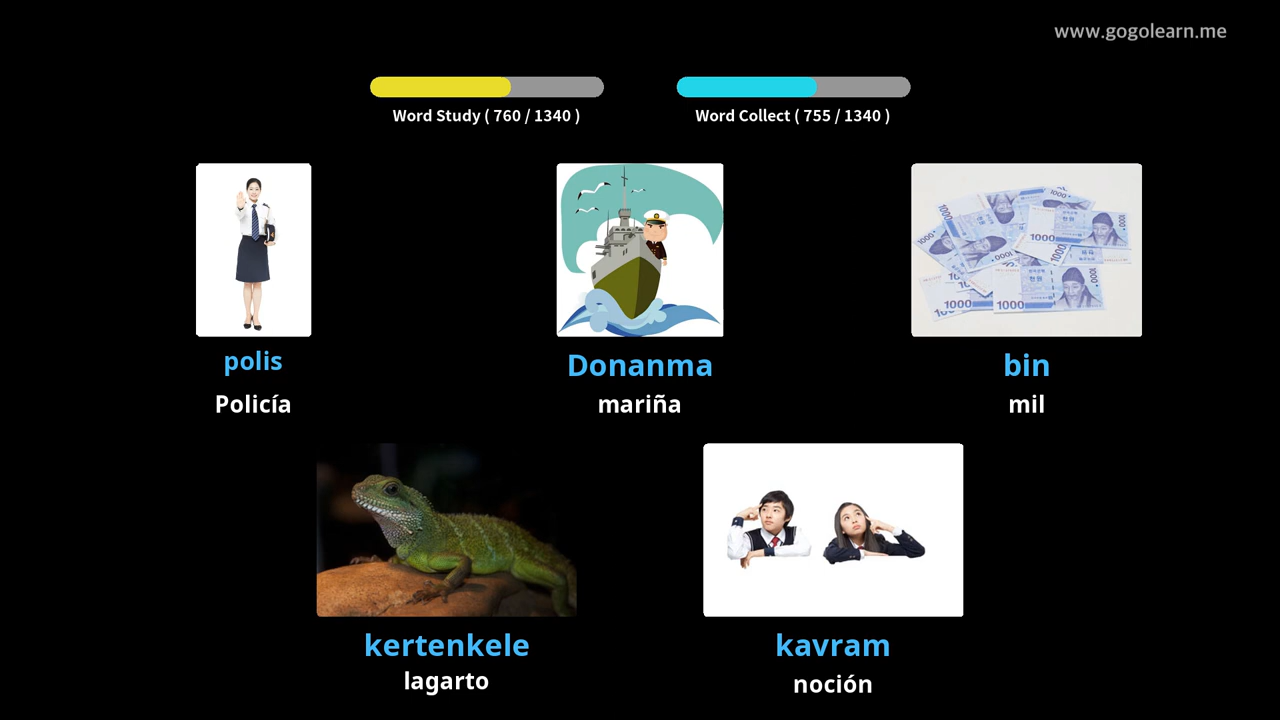 www.gogolearn.me
Word Study ( 760 / 1340 )
Word Collect ( 755 / 1340 )
polis
Policía
Donanma
mariña
bin
mil
kertenkele
lagarto
kavram
noción